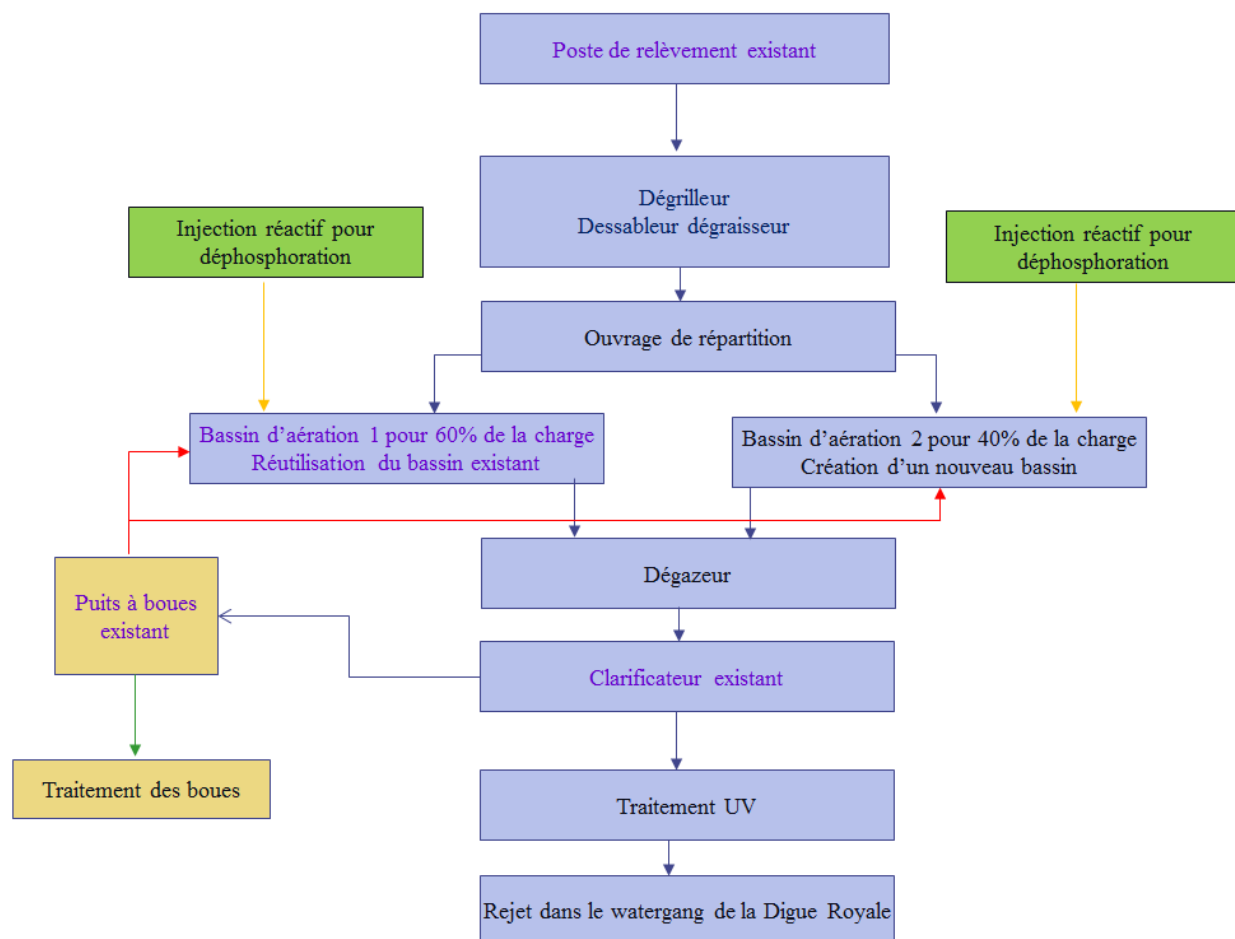 Poste de relèvement existant
Dégrilleur
Dessableur dégraisseur
Injection réactif pour
déphosphoration
Injection réactif pour
déphosphoration
Ouvrage de répartition
Bassin d’aération 1 pour 60% de la charge
Réutilisation du bassin existant
Bassin d’aération 2 pour 40% de la charge
Création d’un nouveau bassin
Dégazeur
Puits à boues
existant
Clarificateur existant
Traitement des boues
Traitement UV
Rejet dans le watergang de la Digue Royale